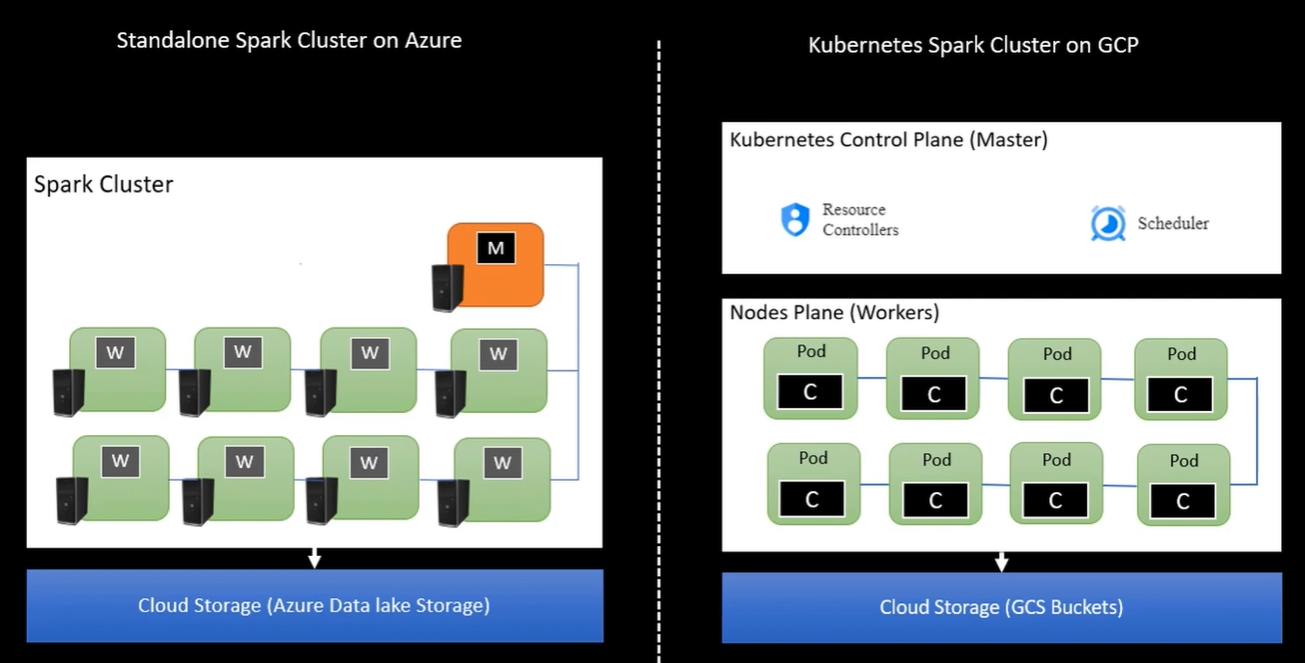 Standalone Spark Cluster on Azure
Spark Cluster
M
W
W
W
W
W
W
W
W
Cloud Storage (Azure Data lake Storage)
Kubernetes Spark Cluster on GCP
Kubernetes Control Plane (Master)
Resource
Controllers
Scheduler
Nodes Plane (Workers)
Pod
Pod
Pod
Pod
C
C
C
C
Pod
Pod
Pod
Pod
C
C
C
C
Cloud Storage (GCS Buckets)